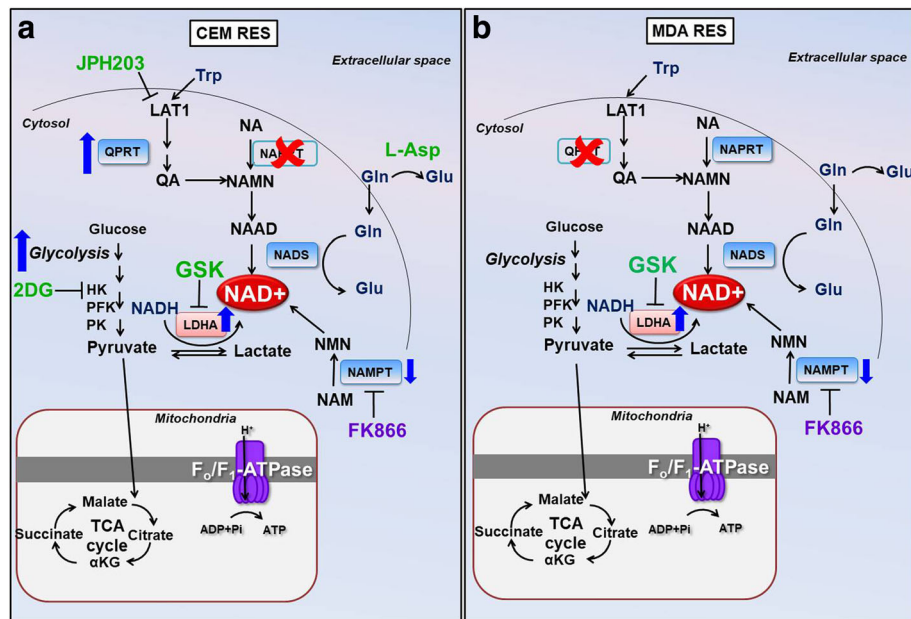 a
CEM RES
JPH203
Trp
Extracellular space
Cytosol
LAT1
NA
QPRT
L-Asp
QA
NAMN
Gln
Glu
Glucose
NAAD
Gln
Glycolysis
GSK
NADS
2DG
HK
NAD+
Glu
PFK
NADH
PK
LDHA
Pyruvate
Lactate
NMN
NAMPT
NAM
Mitochondria
H+
FK866
Fo/F1-ATPase
Malate
ADP+Pi
ATP
Succinate
TCA
cycle
Citrate
αKG
b
MDA RES
Trp
Extracellular space
Cytosol
LAT1
NA
NAPRT
QA
NAMN
Gln
Glu
Glucose
NAAD
Gln
Glycolysis
GSK
NADS
HK
NAD+
Glu
PFK
NADH
PK
LDHA
Pyruvate
Lactate
NMN
NAMPT
NAM
Mitochondria
H+
FK866
Fo/F1-ATPase
Malate
ADP+Pi
ATP
Succinate
TCA
cycle
Citrate
αKG